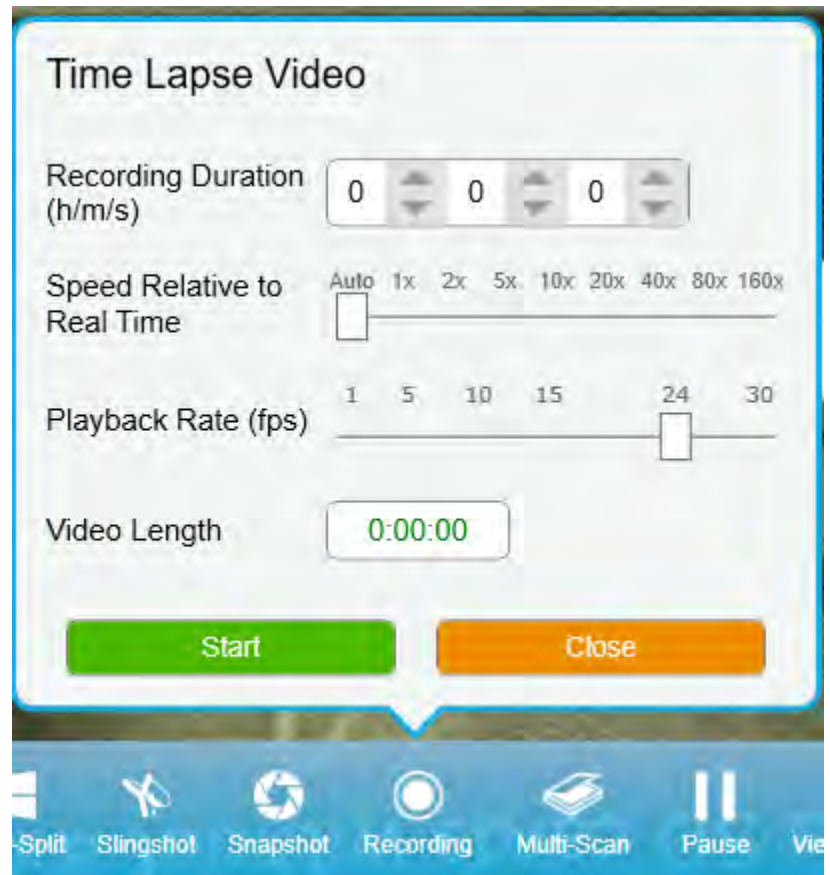 Time Lapse Video
Recording Duration
(h/m/s)
0 0 0
Speed Relative to
Real Time
Auto 1x 2x 5x 10x 20x 40x 80x 160x
Playback Rate (fps)
1 5 10 15 24 30
Video Length
0:00:00
Start Close
-Split Slingshot Snapshot Recording Multi-Scan Pause Vie